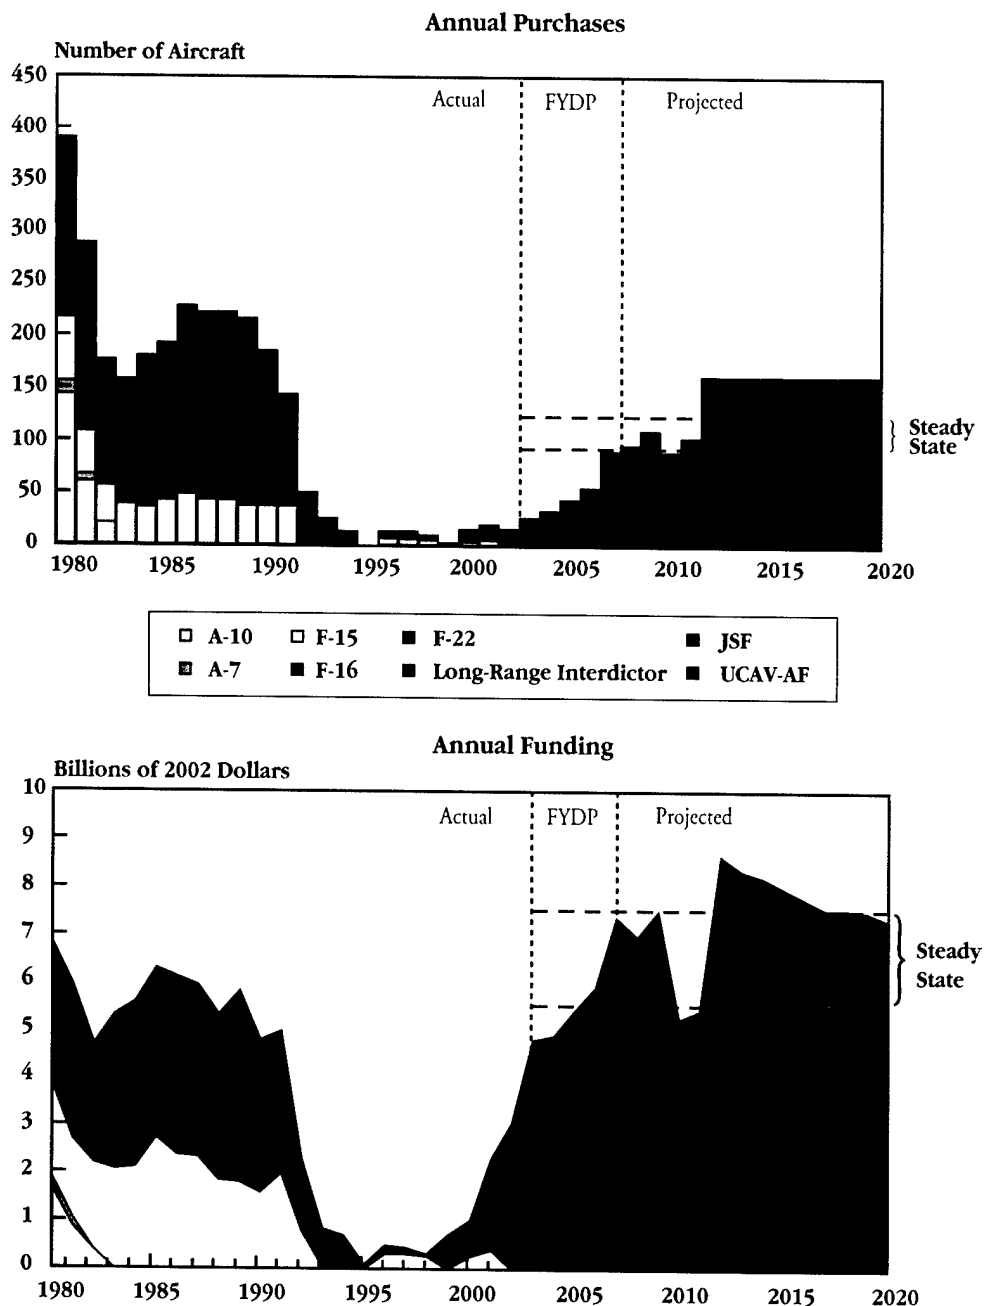 Annual Purchases
Number of Aircraft
450
400
350
300
250
200
150
100
50
0
Actual
FYDP
Projected
Steady
State
1980 1985 1990 1995 2000 2005 2010 2015 2020
A-10 F-15 F-22 JSF
A-7 F-16 Long-Range Interdictor UCAV-AF
Annual Funding
Billions of 2002 Dollars
10
9
8
7
6
5
4
3
2
1
0
Actual
FYDP
Projected
Steady
State
1980 1985 1990 1995 2000 2005 2010 2015 2020